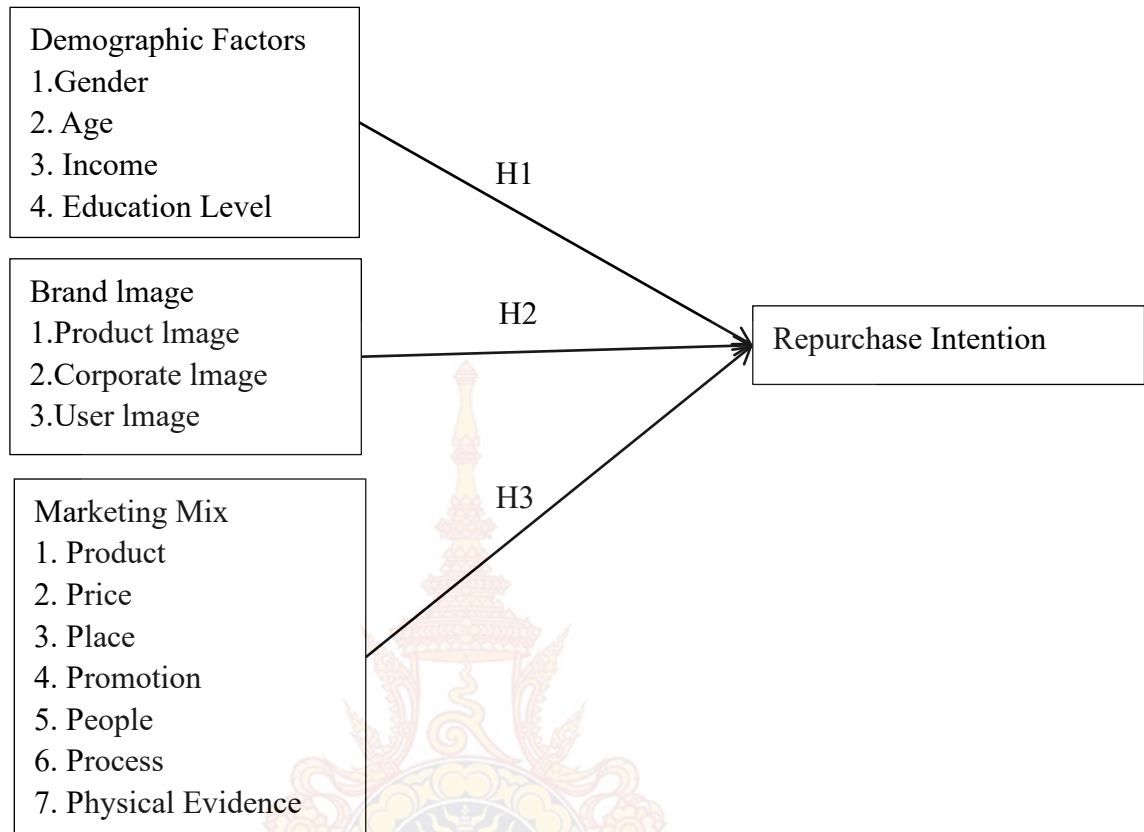 Demographic Factors
1.Gender
2. Age
3. Income
4. Education Level
H1
Brand lmage
1.Product lmage
2.Corporate lmage
3.User lmage
H2
Repurchase Intention
Marketing Mix
1. Product
2. Price
3. Place
4. Promotion
5. People
6. Process
7. Physical Evidence
H3